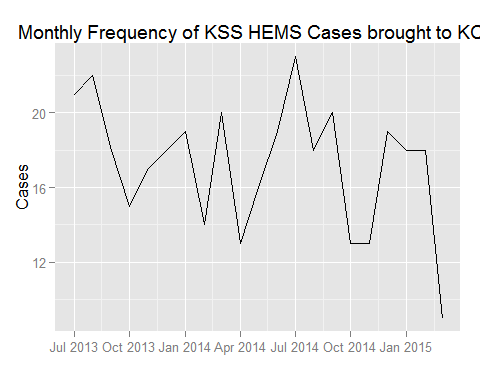 Monthly Frequency of KSS HEMS Cases brought to
Cases
20
16
12
Jul 2013 Oct 2013 Jan 2014 Apr 2014 Jul 2014 Oct 2014 Jan 2015